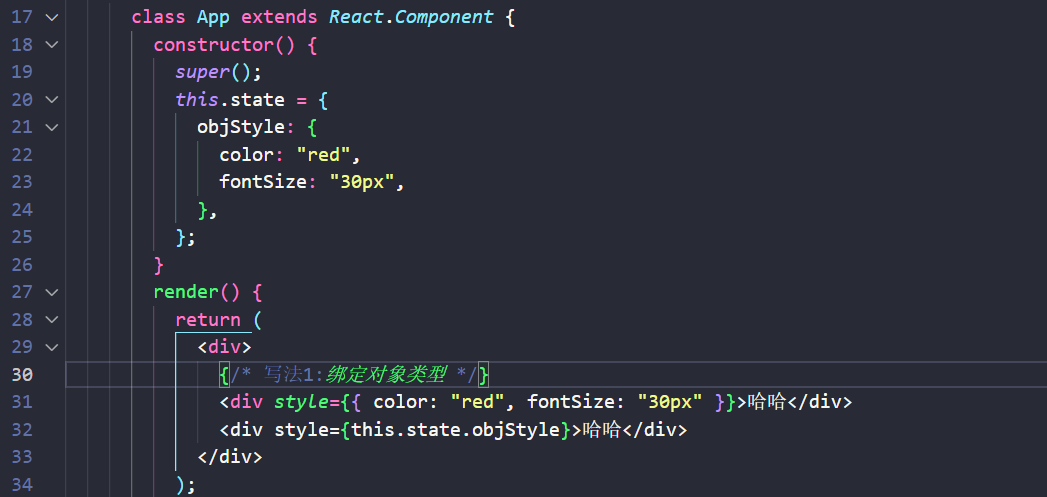 17 class App extends React.Component {
18 constructor() {
19 super();
20 this.state = {
21 objStyle: {
22 color: "red",
23 fontSize: "30px",
24 },
25 };
26 }
27 render() {
28 return (
29 <div>
30 {/* 写法1:绑定对象类型 */}
31 <div style={{ color: "red", fontSize: "30px" }}>哈哈</div>
32 <div style={this.state.objStyle}>哈哈</div>
33 </div>
34 );